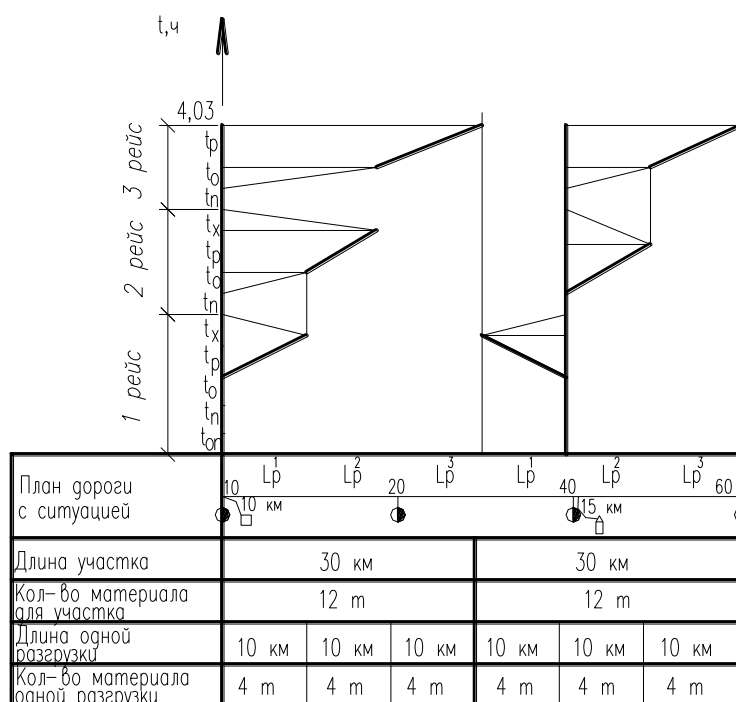 t,ч
4,03
3 рейс
tр
tо
tп
2 рейс
tх
tр
tо
tп
1 рейс
tх
tр
tо
tп
tоп
План дороги
с ситуацией
Lр¹ Lр² Lр³ Lр¹ Lр² Lр³
10 20 40 60
10 км 15 км
Длина участка 30 км 30 км
Кол-во материала
для участка 12 т 12 т
Длина одной
разгрузки 10 км 10 км 10 км 10 км 10 км 10 км
Кол-во материала
одной разгрузки 4 т 4 т 4 т 4 т 4 т 4 т